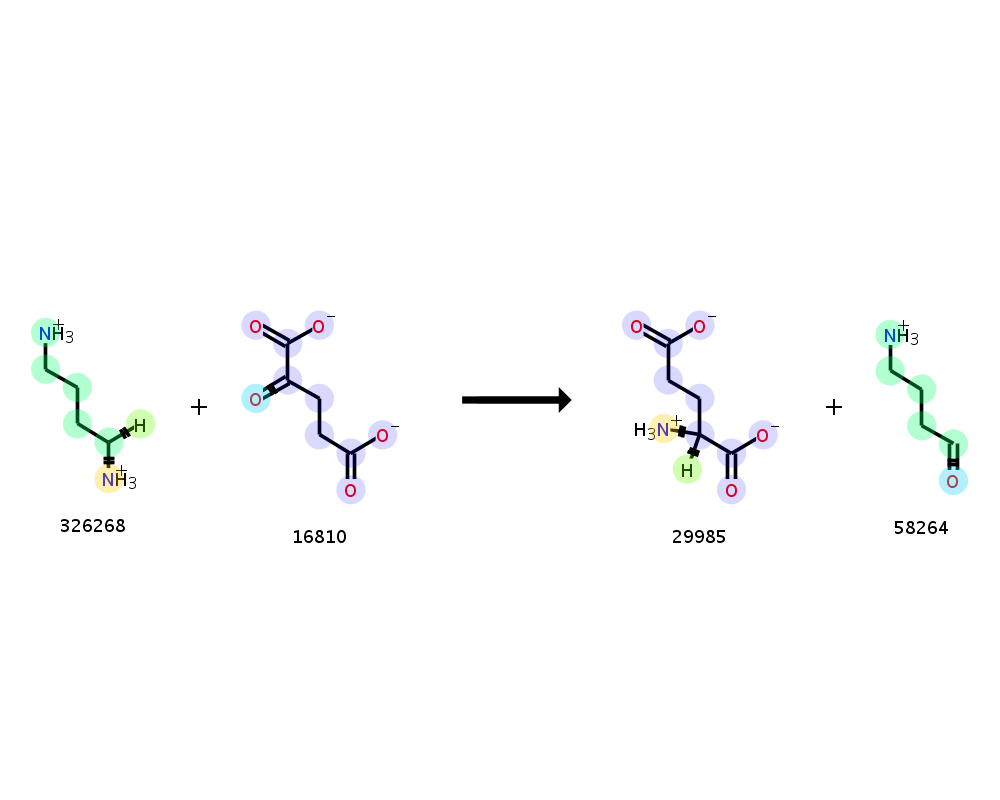 NH3+
H
NH3+
326268
+
O
O−
O
O−
O
16810
O
O−
H3N+
H
O−
O
29985
+
NH3+
O
58264